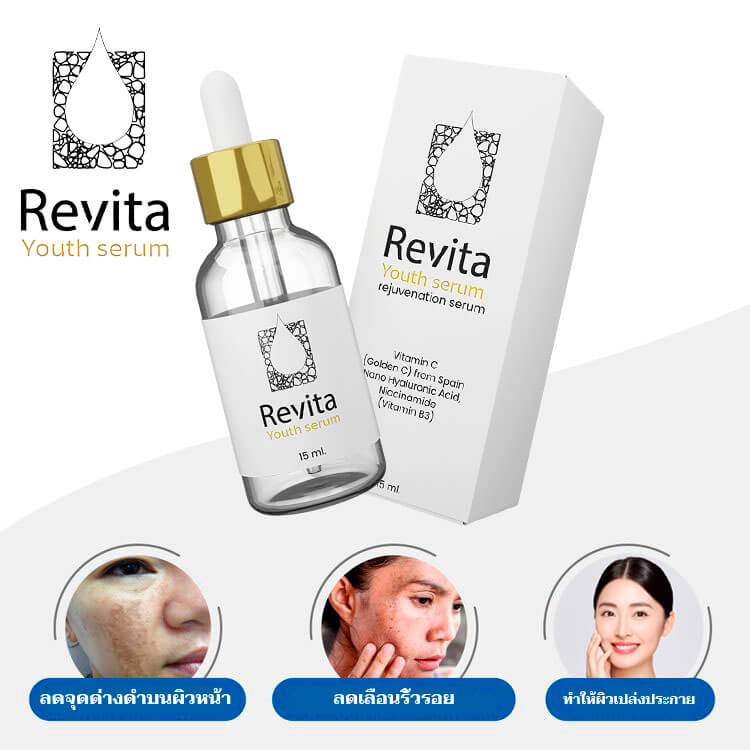 Revita
Youth serum
Revita
Youth serum
rejuvenation serum
Vitamin C
(Golden C) from Spain
Nano Hyaluronic Acid,
Niacinamide
(Vitamin B3)
15 ml.
Revita
Youth serum
15 ml.
ลดจุดด่างดำบนผิวหน้า
ลดเลือนริ้วรอย
ทำให้ผิวเปล่งประกาย